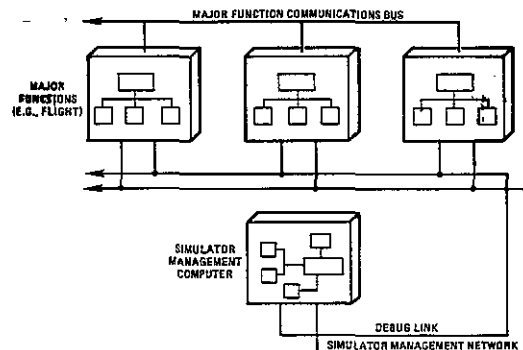 MAJOR FUNCTION COMMUNICATIONS BUS
MAJOR
FUNCTIONS
(E.G., FLIGHT)
SIMULATOR
MANAGEMENT
COMPUTER
DEBUG LINK
SIMULATOR MANAGEMENT NETWORK